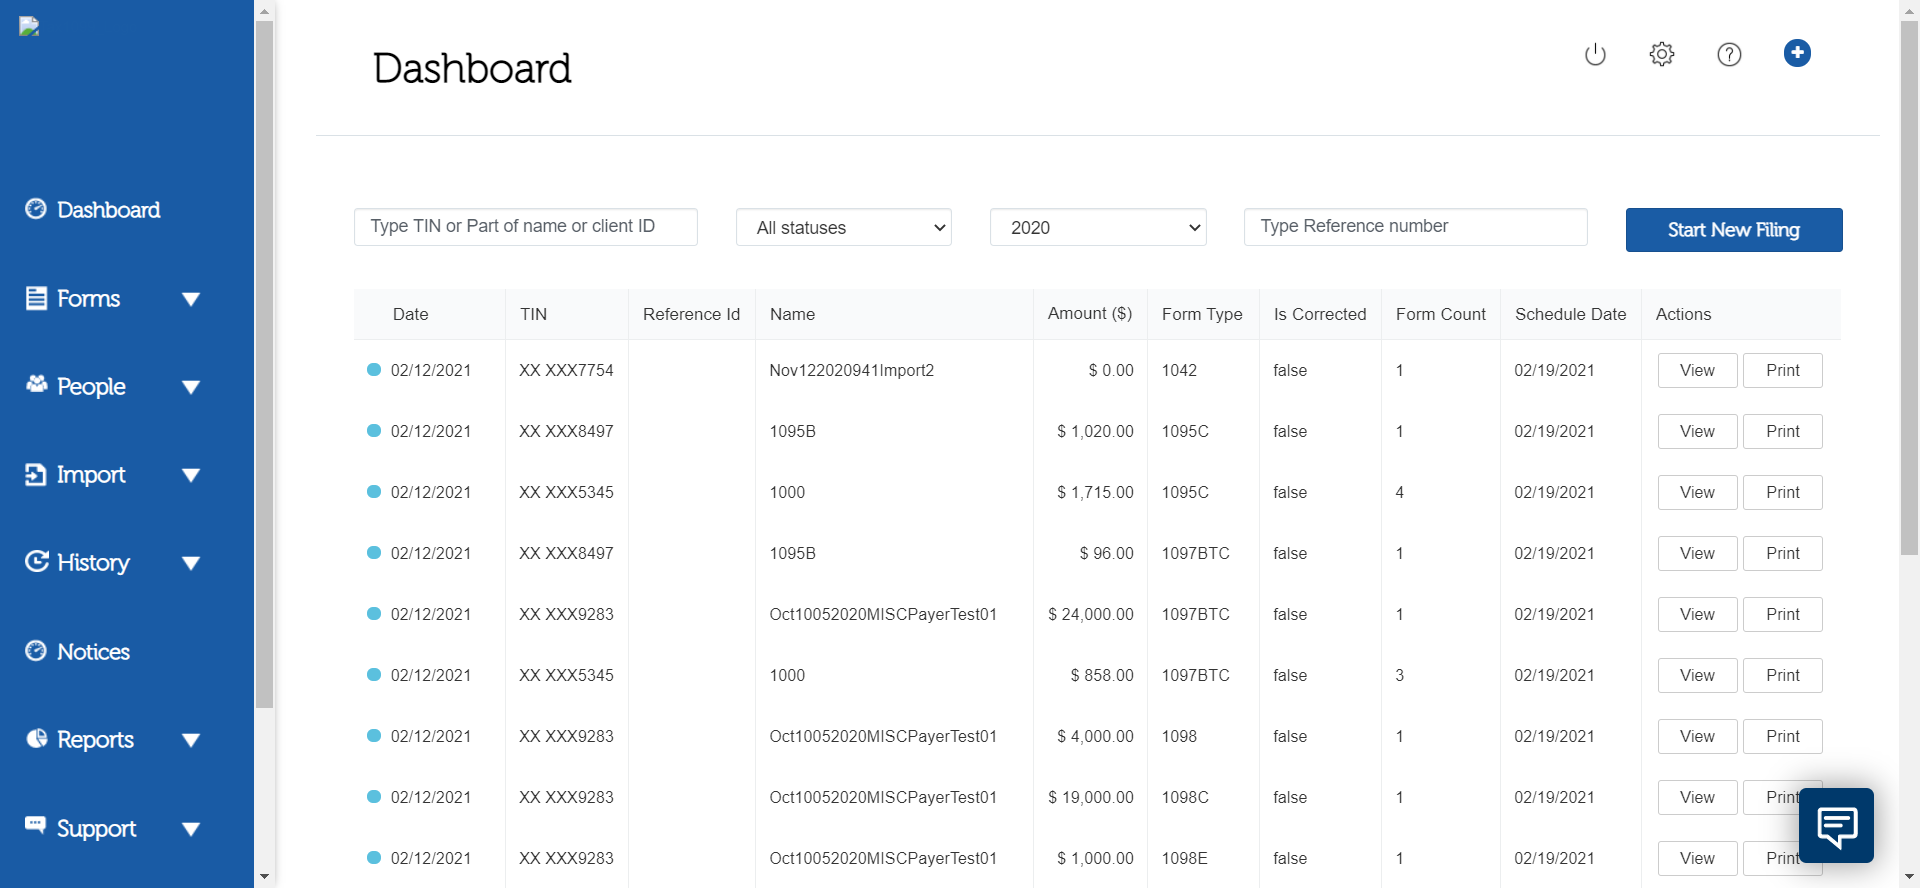 Dashboard
Dashboard
Forms
People
Import
History
Notices
Reports
Support
Type TIN or Part of name or client ID All statuses 2020 Type Reference number Start New Filing
Date TIN Reference Id Name Amount ($) Form Type Is Corrected Form Count Schedule Date Actions
02/12/2021 XX XXX7754 Nov122020941Import2 $ 0.00 1042 false 1 02/19/2021 View Print
02/12/2021 XX XXX8497 1095B $ 1,020.00 1095C false 1 02/19/2021 View Print
02/12/2021 XX XXX5345 1000 $ 1,715.00 1095C false 4 02/19/2021 View Print
02/12/2021 XX XXX8497 1095B $ 96.00 1097BTC false 1 02/19/2021 View Print
02/12/2021 XX XXX9283 Oct10052020MISCPayerTest01 $ 24,000.00 1097BTC false 1 02/19/2021 View Print
02/12/2021 XX XXX5345 1000 $ 858.00 1097BTC false 3 02/19/2021 View Print
02/12/2021 XX XXX9283 Oct10052020MISCPayerTest01 $ 4,000.00 1098 false 1 02/19/2021 View Print
02/12/2021 XX XXX9283 Oct10052020MISCPayerTest01 $ 19,000.00 1098C false 1 02/19/2021 View Print
02/12/2021 XX XXX9283 Oct10052020MISCPayerTest01 $ 1,000.00 1098E false 1 02/19/2021 View Print